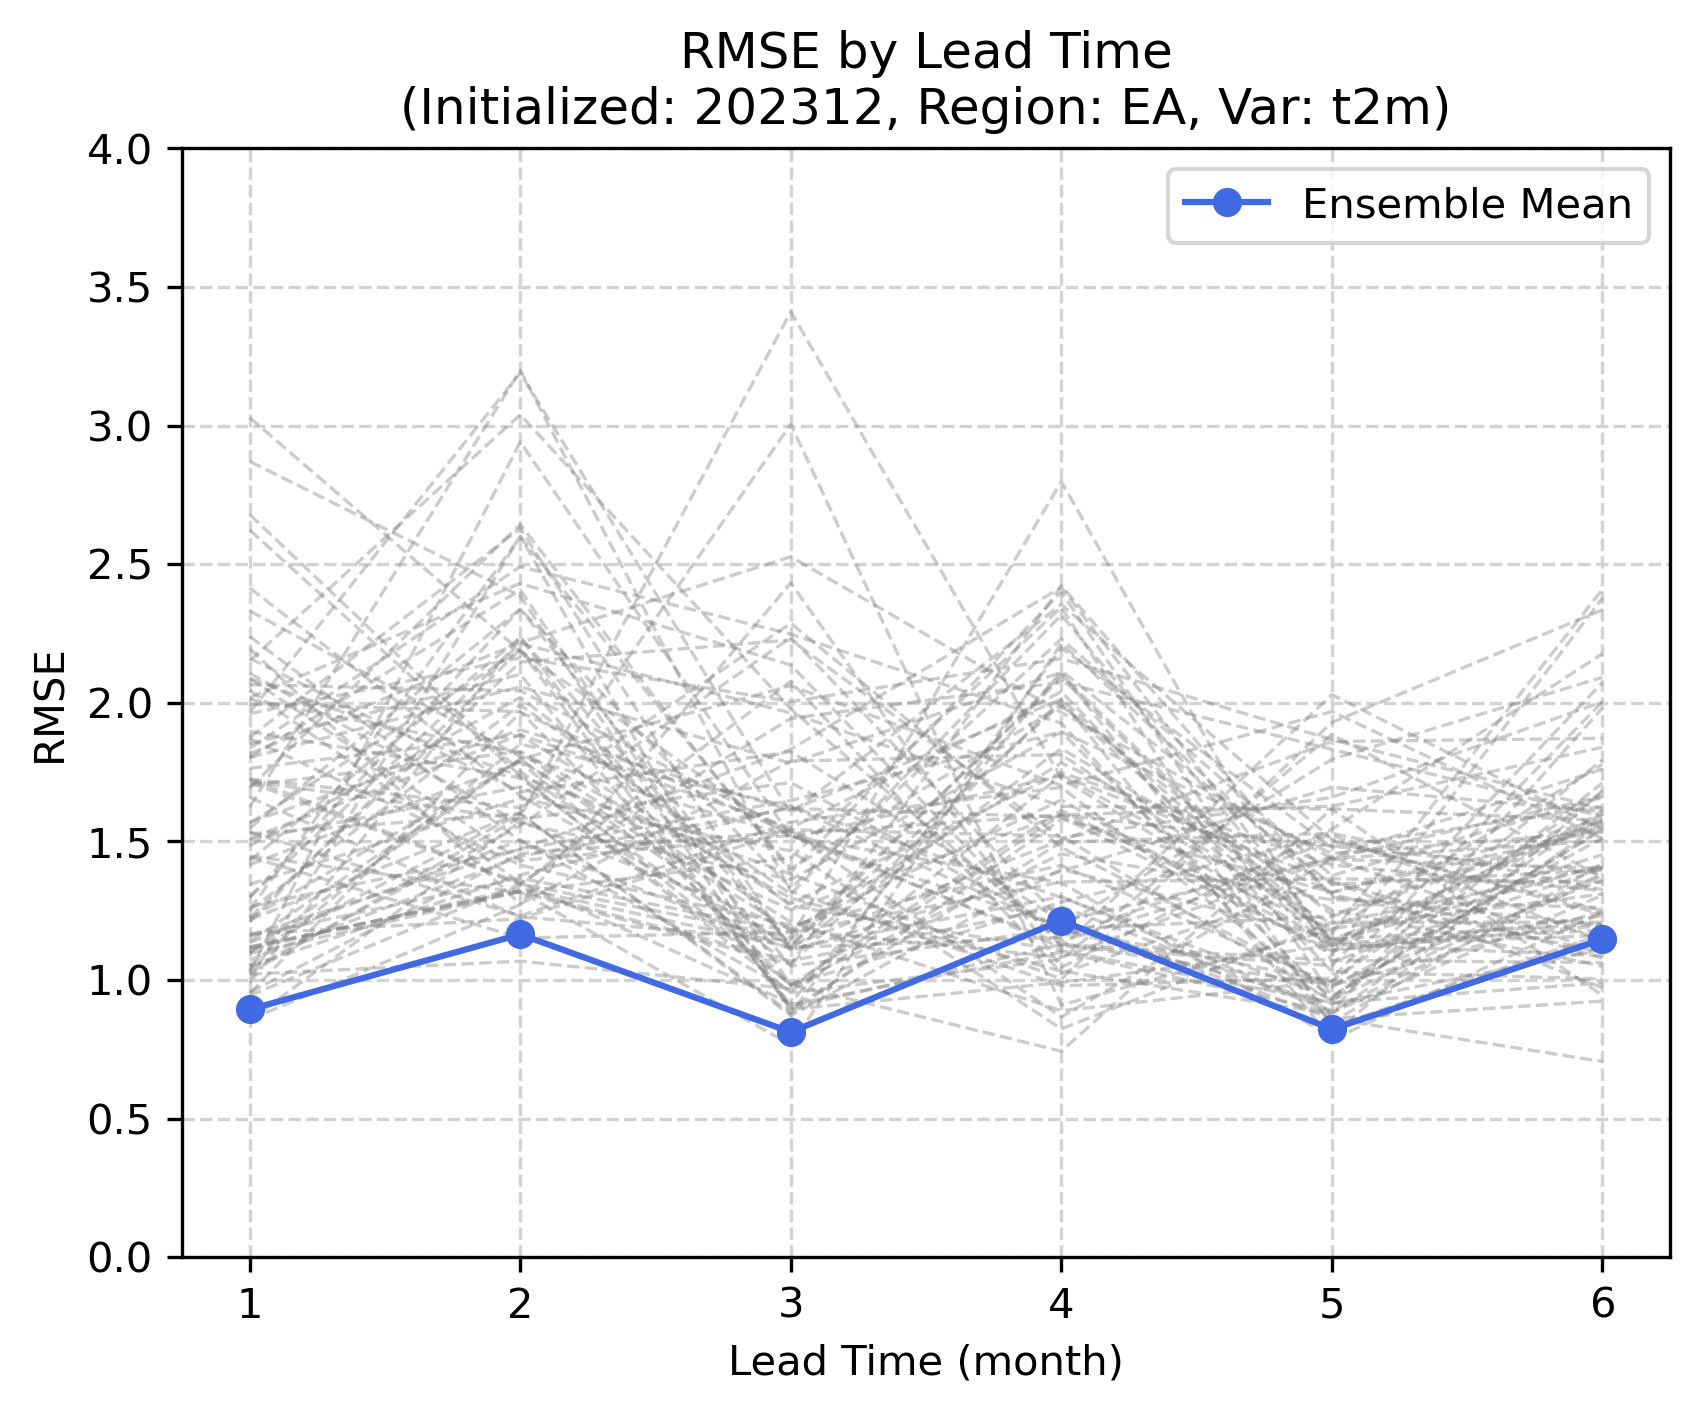 RMSE by Lead Time
(Initialized: 202312, Region: EA, Var: t2m)
Ensemble Mean
RMSE
4.0
3.5
3.0
2.5
2.0
1.5
1.0
0.5
0.0
1 2 3 4 5 6
Lead Time (month)